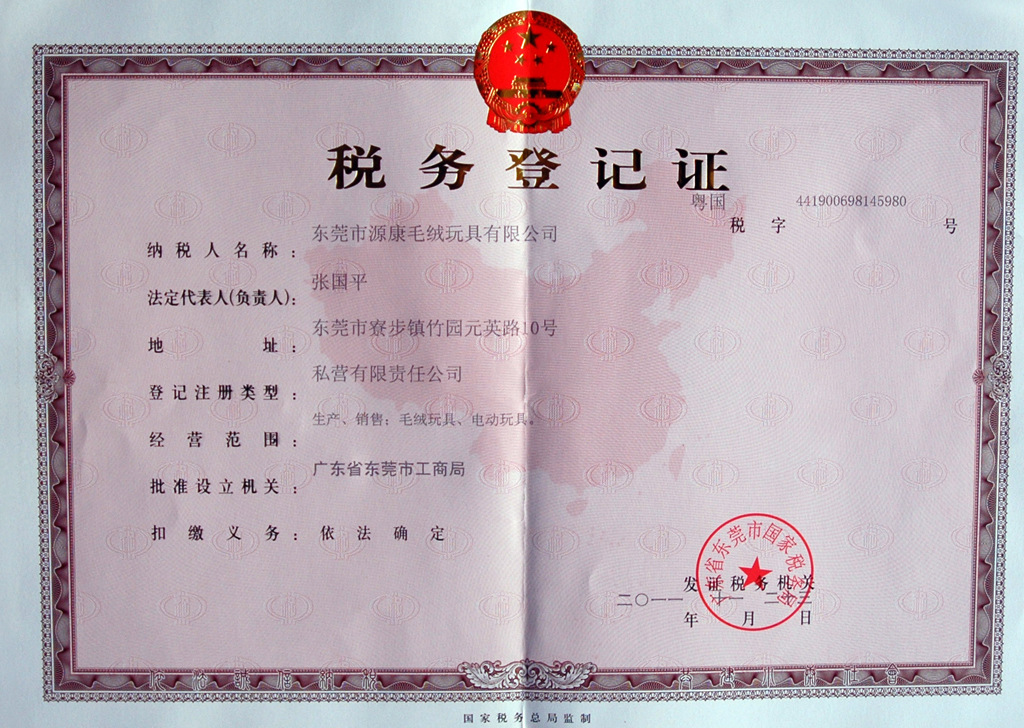 税务登记证
粤国 441900698145980
税 字 号
纳税人名称： 东莞市源康毛绒玩具有限公司
法定代表人(负责人)： 张国平
地 址： 东莞市寮步镇竹园元英路10号
登记注册类型： 私营有限责任公司
经营范围： 生产、销售：毛绒玩具、电动玩具。
批准设立机关： 广东省东莞市工商局
扣缴义务： 依法确定
广东省东莞市国家税务局
发证税务机关
二〇一一 十一 二十三
年 月 日
国家税务总局监制